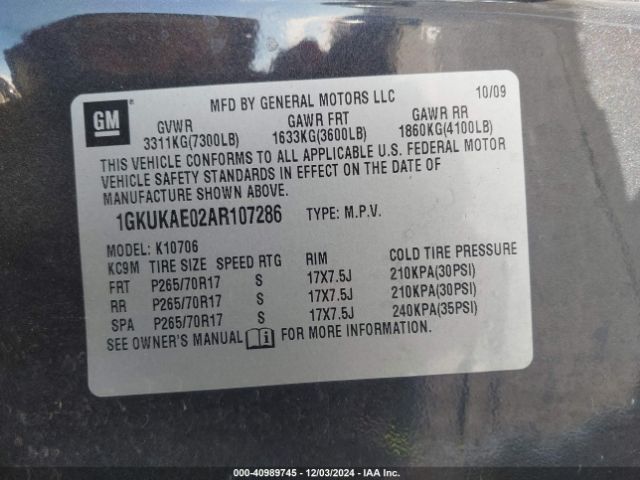 GM
MFD BY GENERAL MOTORS LLC 10/09
GVWR GAWR FRT GAWR RR
3311KG(7300LB) 1633KG(3600LB) 1860KG(4100LB)
THIS VEHICLE CONFORMS TO ALL APPLICABLE U.S. FEDERAL MOTOR
VEHICLE SAFETY STANDARDS IN EFFECT ON THE DATE OF
MANUFACTURE SHOWN ABOVE.
1GKUKAE02AR107286 TYPE: M.P.V.
MODEL: K10706
KC9M TIRE SIZE SPEED RTG RIM COLD TIRE PRESSURE
FRT P265/70R17 S 17X7.5J 210KPA(30PSI)
RR P265/70R17 S 17X7.5J 210KPA(30PSI)
SPA P265/70R17 S 17X7.5J 240KPA(35PSI)
SEE OWNER'S MANUAL FOR MORE INFORMATION.
000-40989745 - 12/03/2024 - IAA Inc.